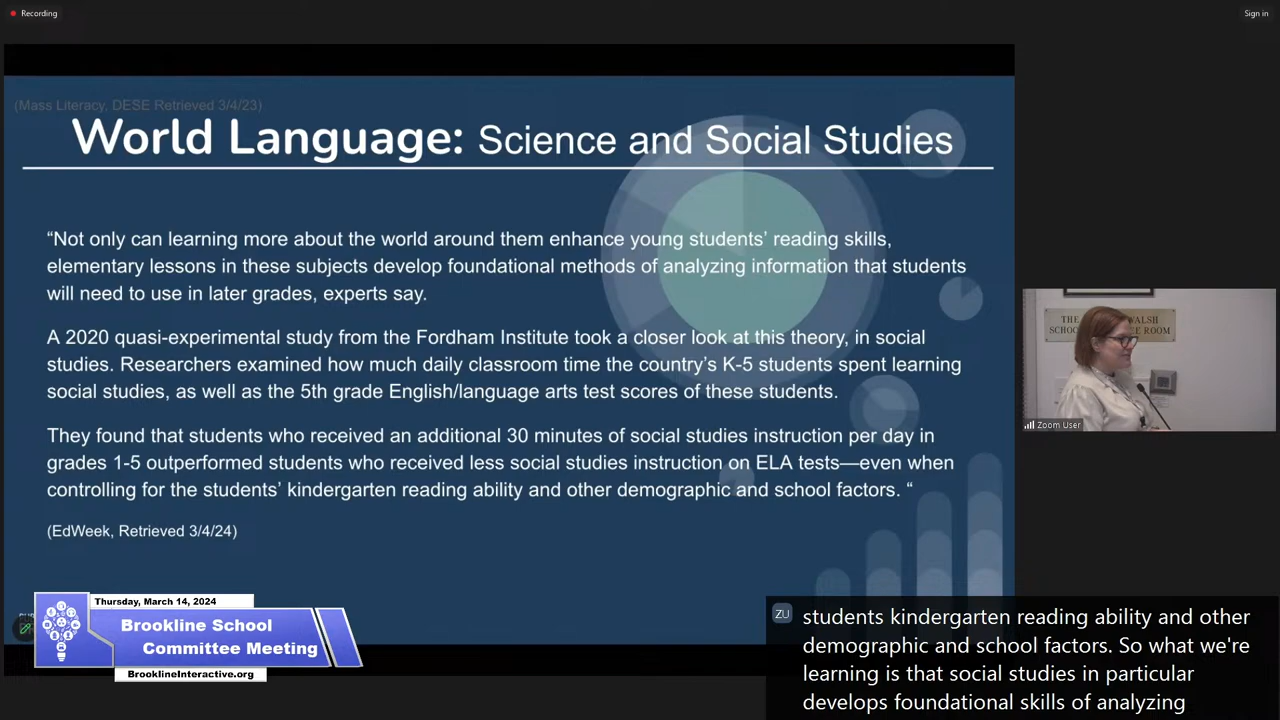 Recording
Sign in
(Mass Literacy, DESE Retrieved 3/4/23)
World Language: Science and Social Studies
“Not only can learning more about the world around them enhance young students’ reading skills,
elementary lessons in these subjects develop foundational methods of analyzing information that students
will need to use in later grades, experts say.
A 2020 quasi-experimental study from the Fordham Institute took a closer look at this theory, in social
studies. Researchers examined how much daily classroom time the country’s K-5 students spent learning
social studies, as well as the 5th grade English/language arts test scores of these students.
They found that students who received an additional 30 minutes of social studies instruction per day in
grades 1-5 outperformed students who received less social studies instruction on ELA tests—even when
controlling for the students’ kindergarten reading ability and other demographic and school factors. “
(EdWeek, Retrieved 3/4/24)
THE WALSH
SCHOOL ROOM
Zoom User
Thursday, March 14, 2024
Brookline School
Committee Meeting
BrooklineInteractive.org
ZU
students kindergarten reading ability and other
demographic and school factors. So what we're
learning is that social studies in particular
develops foundational skills of analyzing